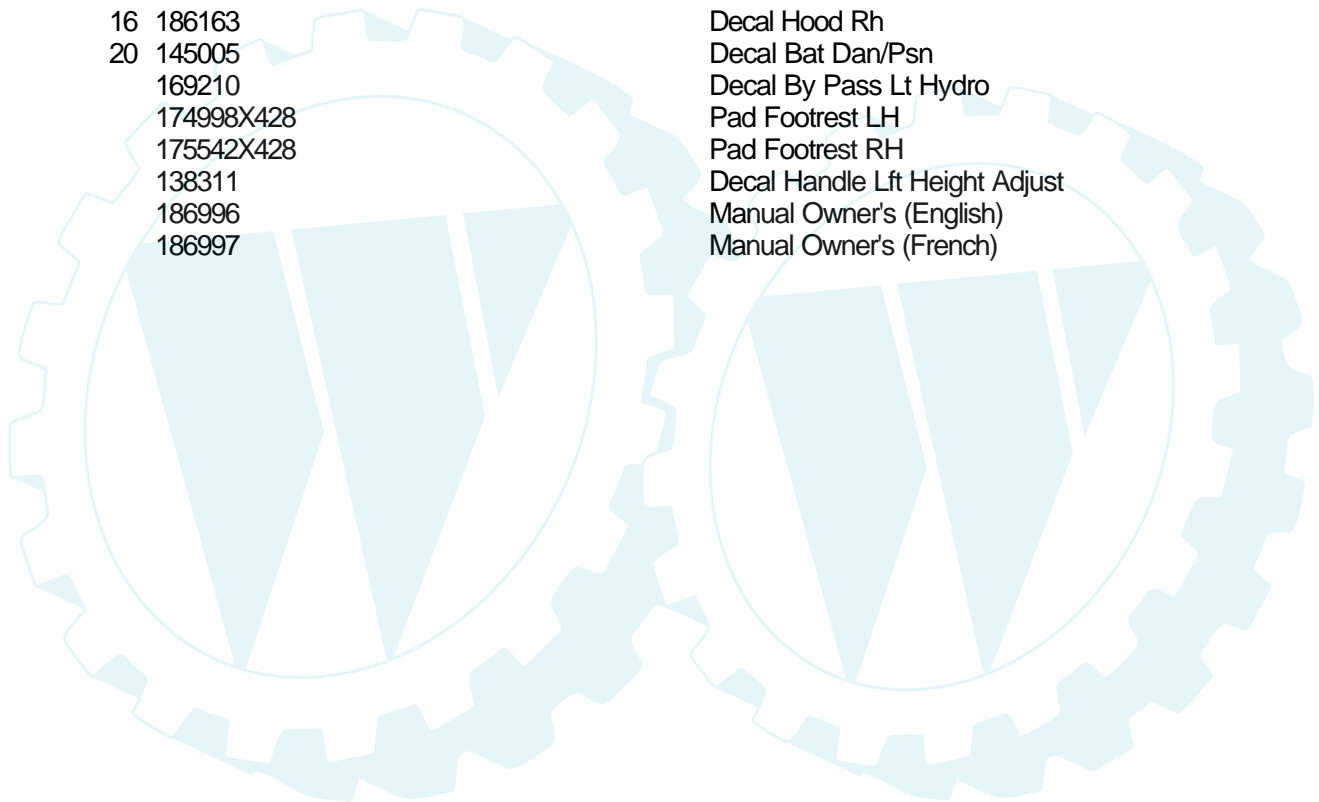 16 186163 Decal Hood Rh
20 145005 Decal Bat Dan/Psn
169210 Decal By Pass Lt Hydro
174998X428 Pad Footrest LH
175542X428 Pad Footrest RH
138311 Decal Handle Lft Height Adjust
186996 Manual Owner's (English)
186997 Manual Owner's (French)